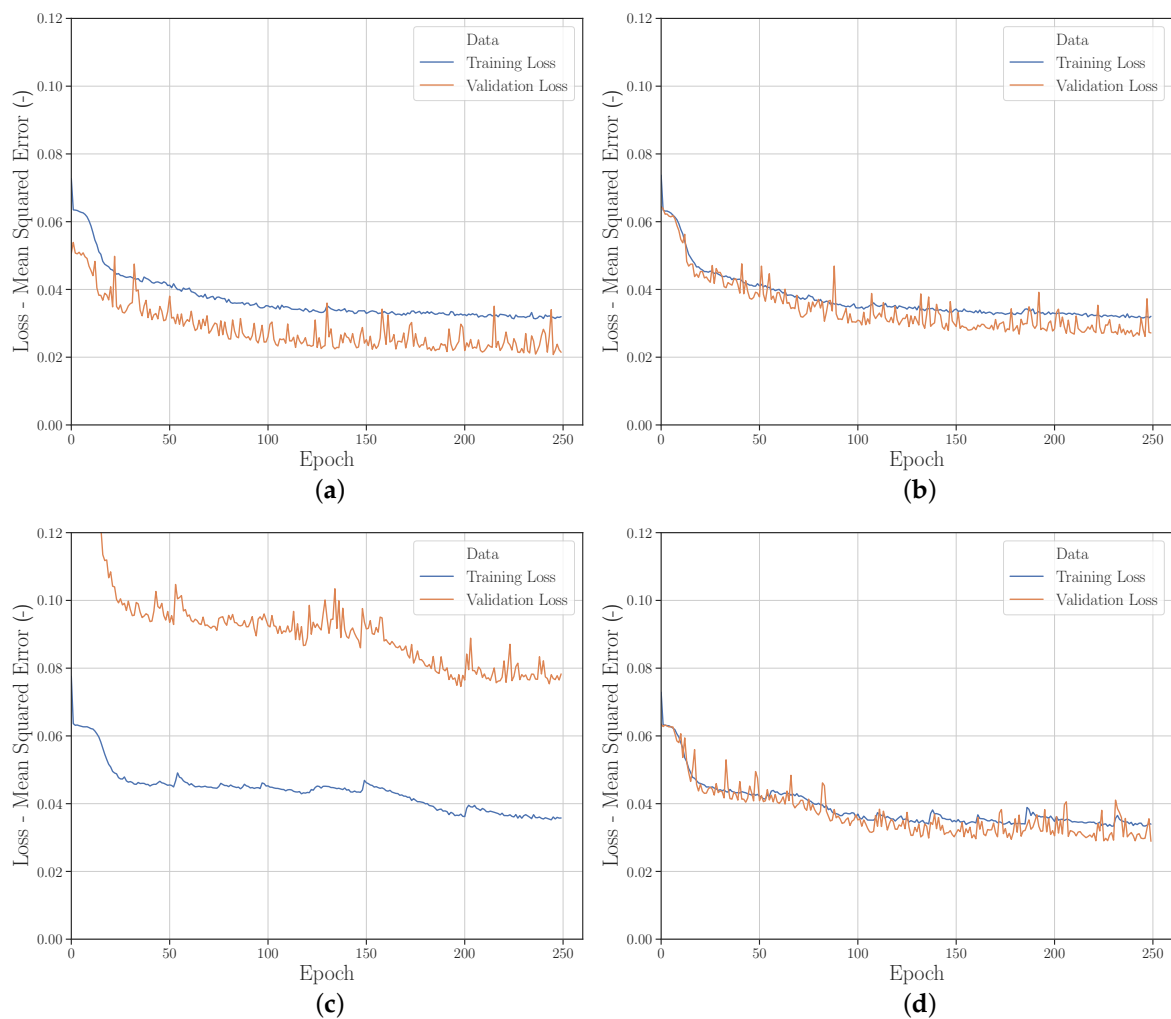 0.12
0.10
0.08
0.06
0.04
0.02
0.00
Loss - Mean Squared Error (-)
Data
Training Loss
Validation Loss
0 50 100 150 200 250
Epoch
(a)
0.12
0.10
0.08
0.06
0.04
0.02
0.00
Loss - Mean Squared Error (-)
Data
Training Loss
Validation Loss
0 50 100 150 200 250
Epoch
(b)
0.12
0.10
0.08
0.06
0.04
0.02
0.00
Loss - Mean Squared Error (-)
Data
Training Loss
Validation Loss
0 50 100 150 200 250
Epoch
(c)
0.12
0.10
0.08
0.06
0.04
0.02
0.00
Loss - Mean Squared Error (-)
Data
Training Loss
Validation Loss
0 50 100 150 200 250
Epoch
(d)